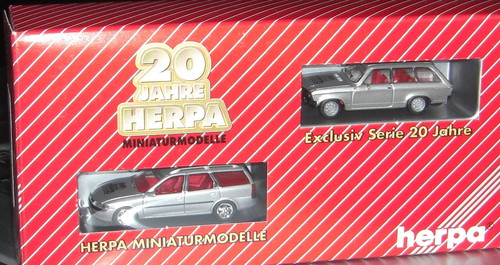 20
JAHRE
HERPA
MINIATURMODELLE
Exclusiv Serie 20 Jahre
HERPA MINIATURMODELLE
herpa